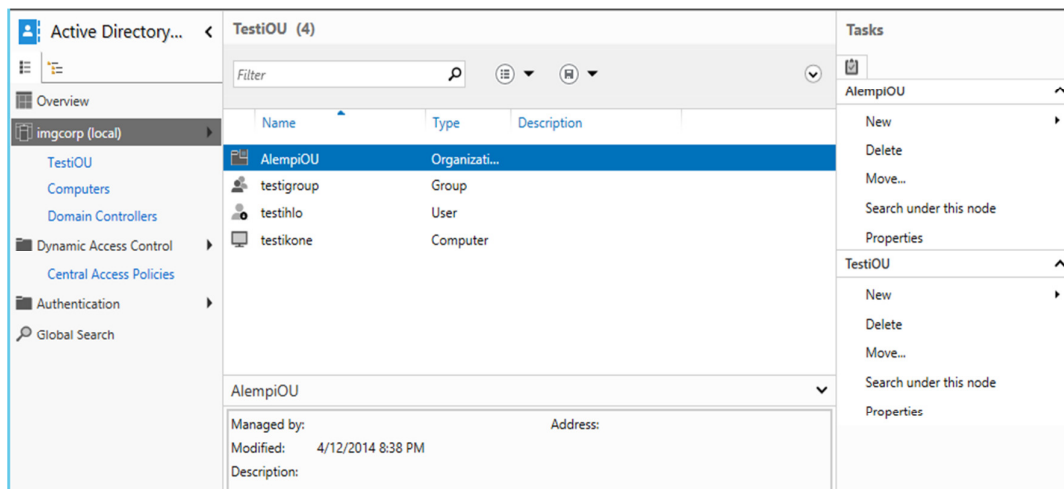 Active Directory...
Overview
imgcorp (local)
TestiOU
Computers
Domain Controllers
Dynamic Access Control
Central Access Policies
Authentication
Global Search
TestiOU (4)
Filter
Name Type Description
AlempiOU Organizati...
testigroup Group
testihlo User
testikone Computer
AlempiOU
Managed by: Address:
Modified: 4/12/2014 8:38 PM
Description:
Tasks
AlempiOU
New
Delete
Move...
Search under this node
Properties
TestiOU
New
Delete
Move...
Search under this node
Properties